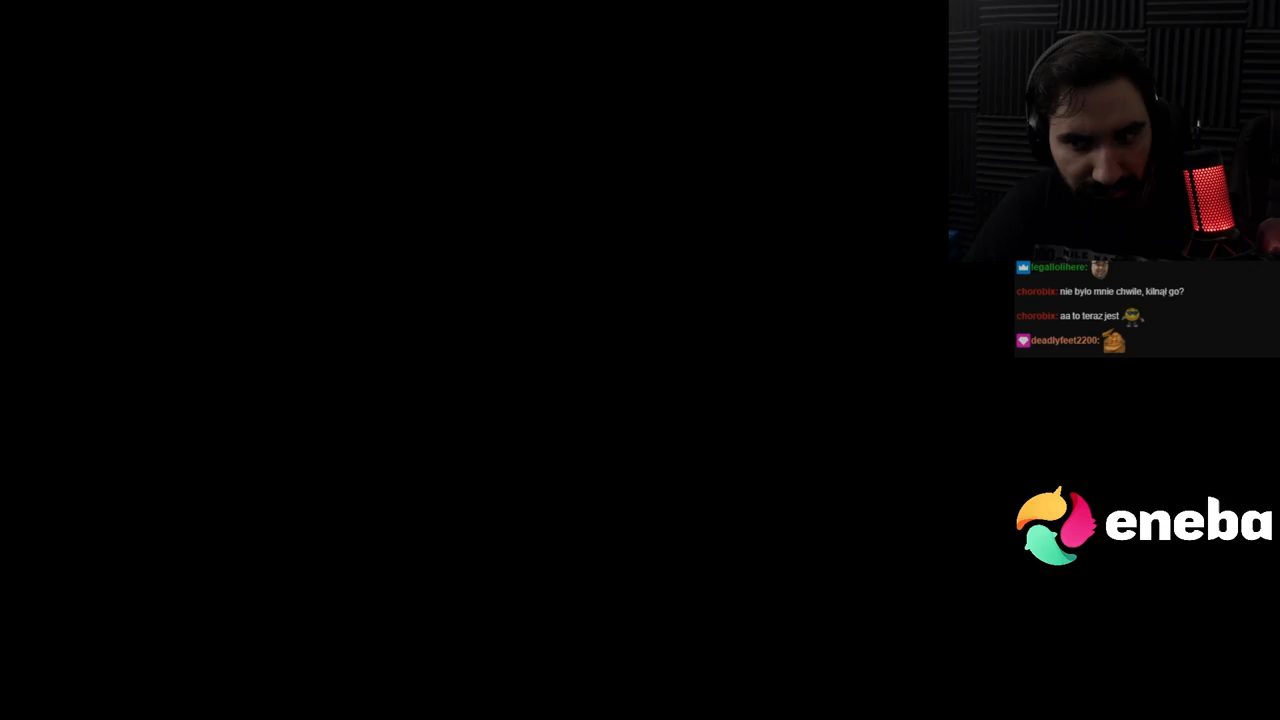 legallolihere:
chorobix: nie było mnie chwile, kilnął go?
chorobix: aa to teraz jest
deadlyfeet2200:
eneba